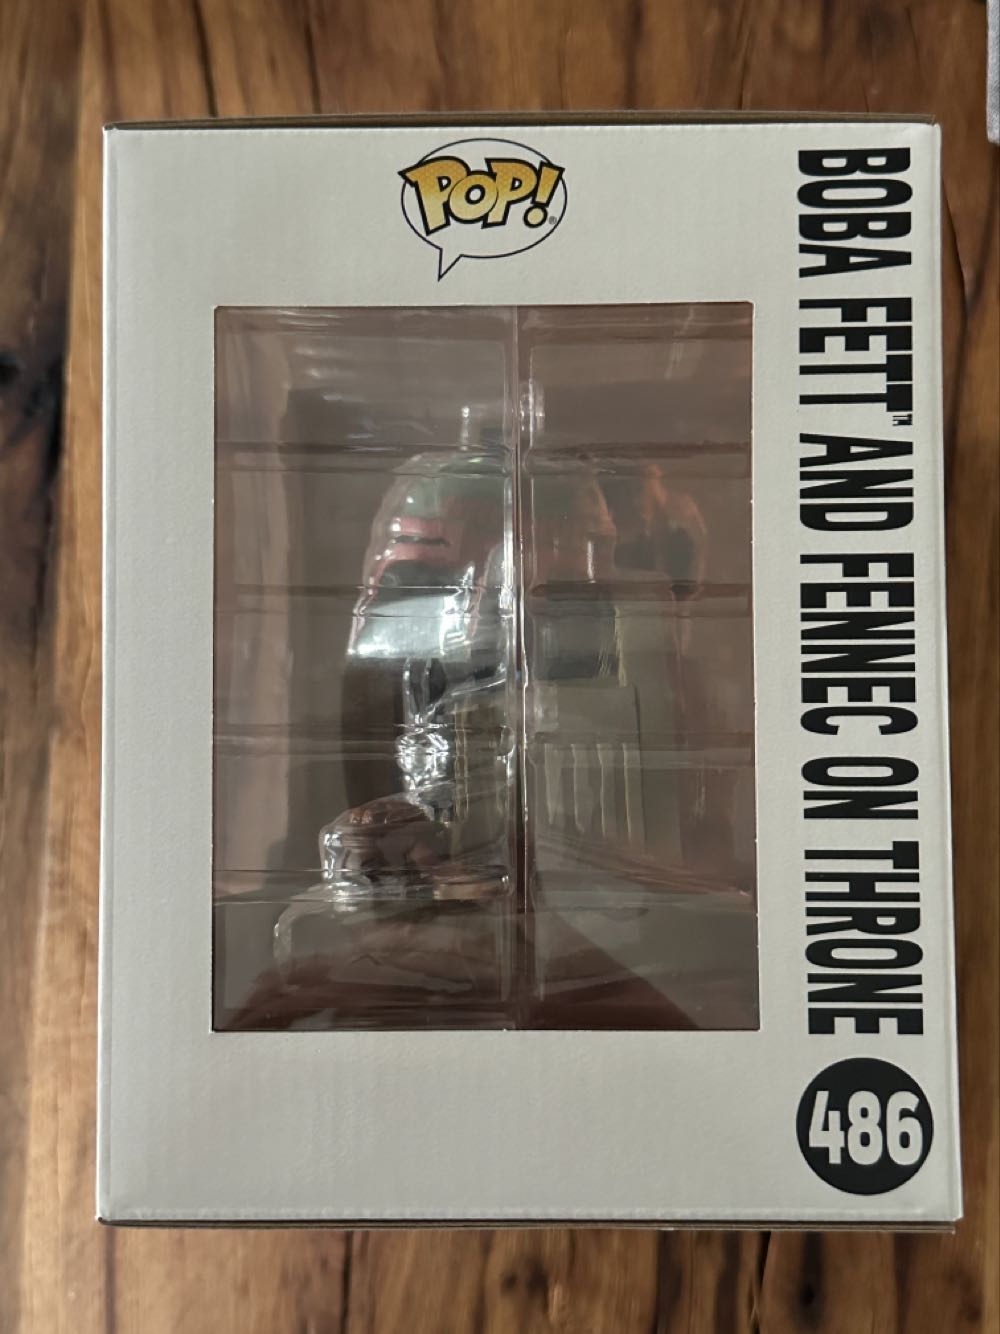 POP!
BOBA FETT™ AND FENNEC ON THRONE
486